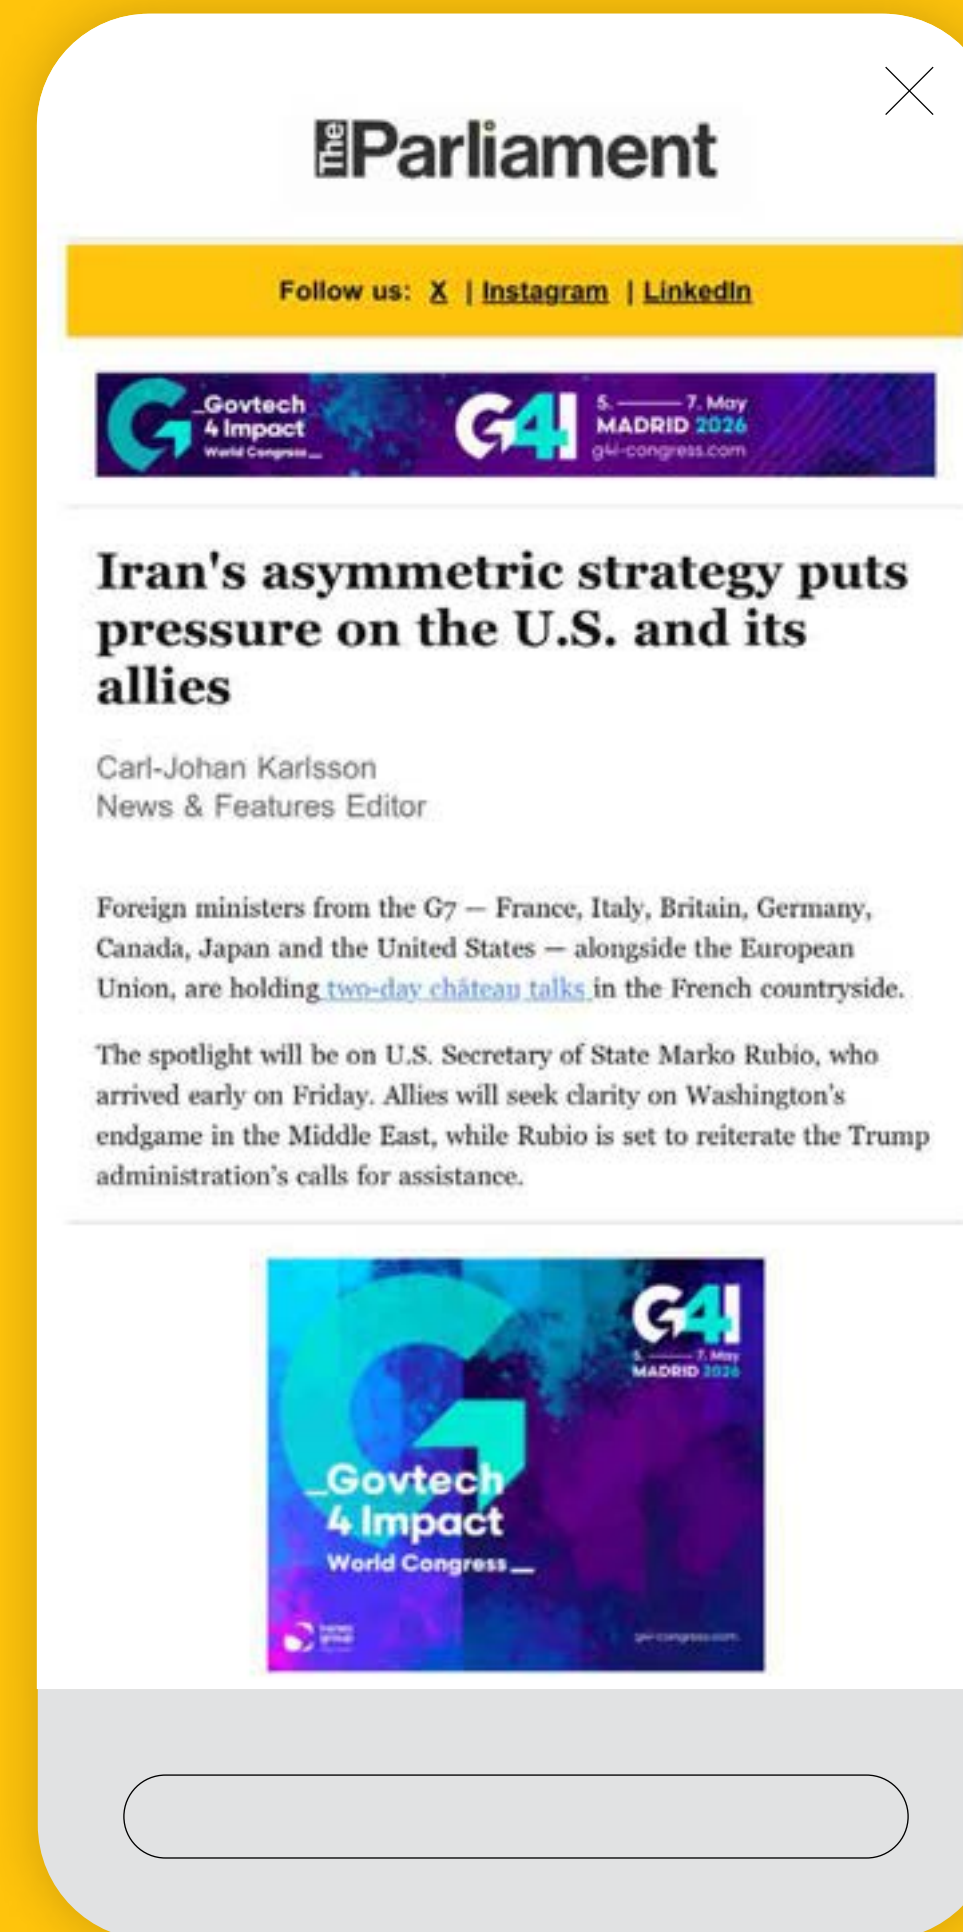 The Parliament
Follow us: X | Instagram | LinkedIn
_Govtech
4 Impact
World Congress_
G4I
5. — 7. May
MADRID 2026
g4i-congress.com
Iran's asymmetric strategy puts
pressure on the U.S. and its
allies
Carl-Johan Karlsson
News & Features Editor
Foreign ministers from the G7 — France, Italy, Britain, Germany,
Canada, Japan and the United States — alongside the European
Union, are holding two-day château talks in the French countryside.
The spotlight will be on U.S. Secretary of State Marko Rubio, who
arrived early on Friday. Allies will seek clarity on Washington's
endgame in the Middle East, while Rubio is set to reiterate the Trump
administration's calls for assistance.
G4I
5. — 7. May
MADRID 2026
_Govtech
4 Impact
World Congress_
g4i-congress.com